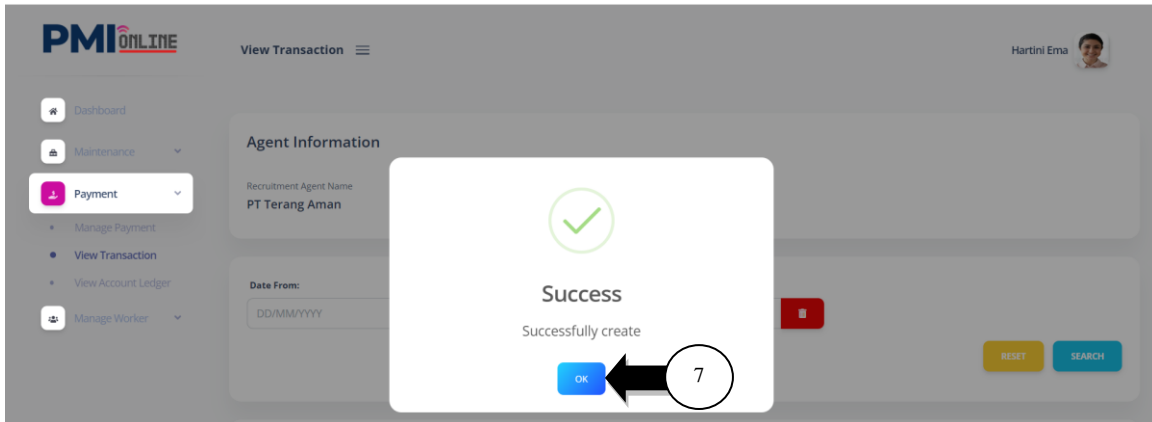 PMI ONLINE
View Transaction
Hartini Ema
Dashboard
Maintenance
Payment
Manage Payment
View Transaction
View Account Ledger
Manage Worker
Agent Information
Recruitment Agent Name
PT Terang Aman
Date From:
DD/MM/YYYY
RESET
SEARCH
Success
Successfully create
OK
7